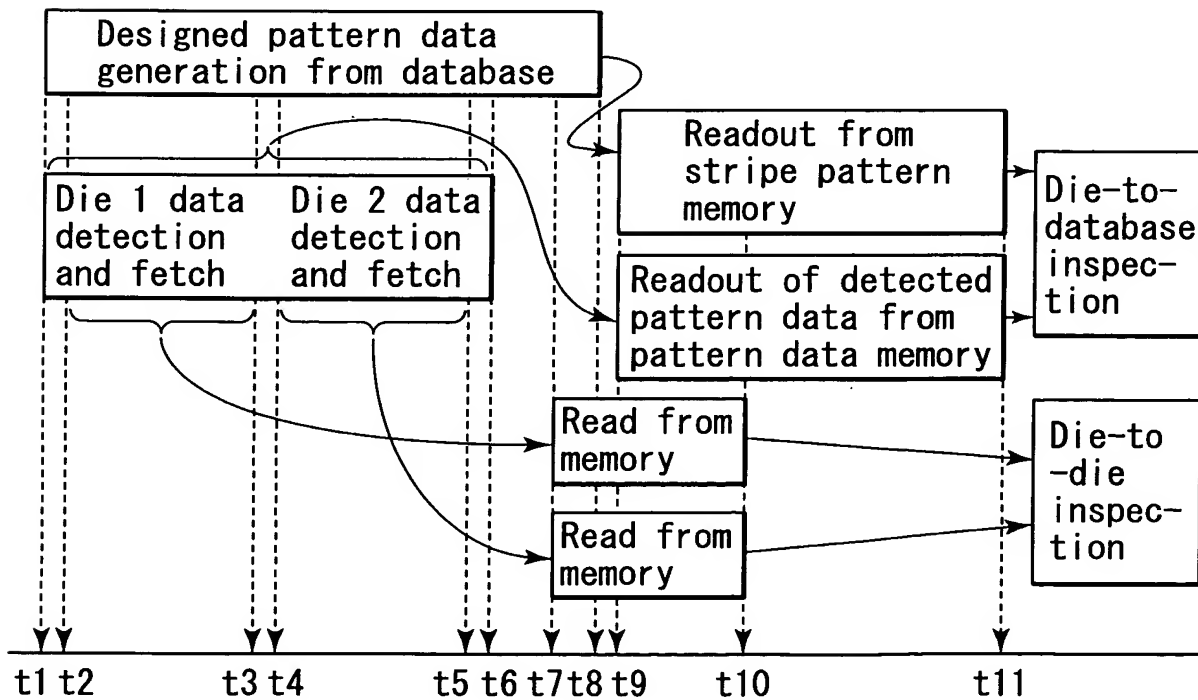 Designed pattern data
generation from database
Readout from
stripe pattern
memory
Die-to-
database
inspec-
tion
Die 1 data
detection
and fetch
Die 2 data
detection
and fetch
Readout of detected
pattern data from
pattern data memory
Read from
memory
Die-to
-die
inspec-
tion
Read from
memory
t1 t2 t3 t4 t5 t6 t7 t8 t9 t10 t11